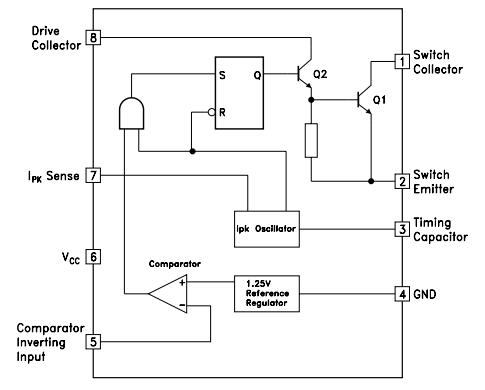 Drive
Collector
8
1
Switch
Collector
S
Q
Q2
Q1
R
IPK Sense
7
2
Switch
Emitter
Ipk Oscillator
3
Timing
Capacitor
VCC
6
Comparator
+
−
1.25V
Reference
Regulator
4
GND
Comparator
Inverting
Input
5